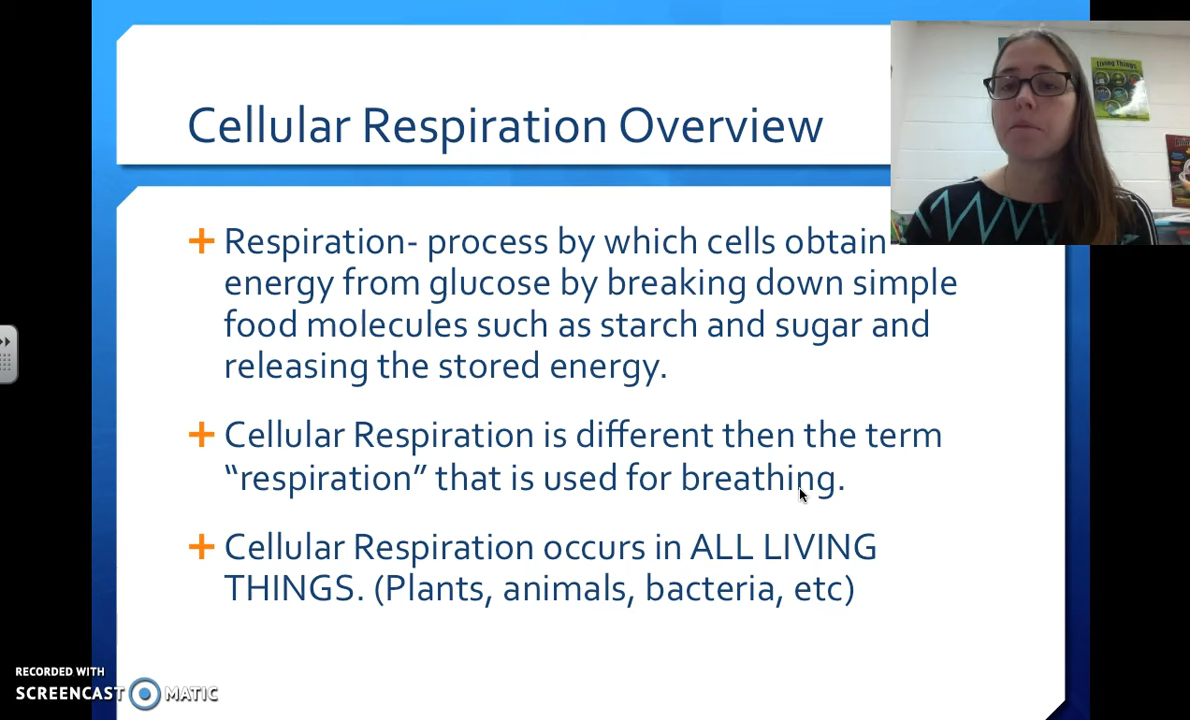 Cellular Respiration Overview
Living Things
Respiration- process by which cells obtain
energy from glucose by breaking down simple
food molecules such as starch and sugar and
releasing the stored energy.
Cellular Respiration is different then the term
“respiration” that is used for breathing.
Cellular Respiration occurs in ALL LIVING
THINGS. (Plants, animals, bacteria, etc)
RECORDED WITH
SCREENCAST MATIC